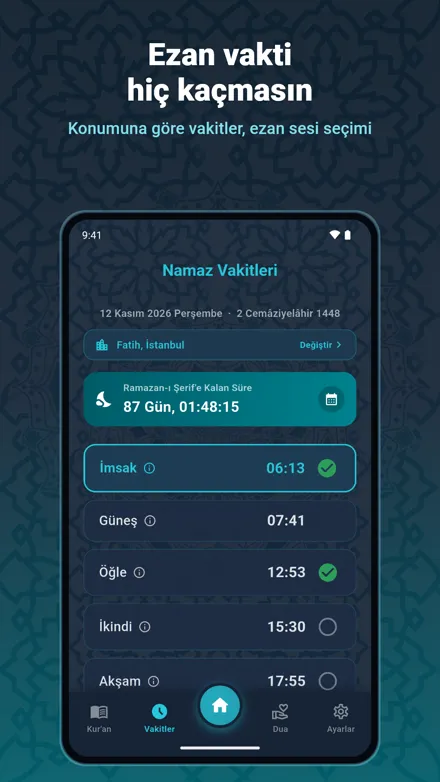 Ezan vakti
hiç kaçmasın
Konumuna göre vakitler, ezan sesi seçimi
9:41
Namaz Vakitleri
12 Kasım 2026 Perşembe · 2 Cemâziyelâhir 1448
Fatih, İstanbul
Değiştir
Ramazan-ı Şerif'e Kalan Süre
87 Gün, 01:48:15
İmsak 06:13
Güneş 07:41
Öğle 12:53
İkindi 15:30
Akşam 17:55
Kur'an Vakitler Dua Ayarlar